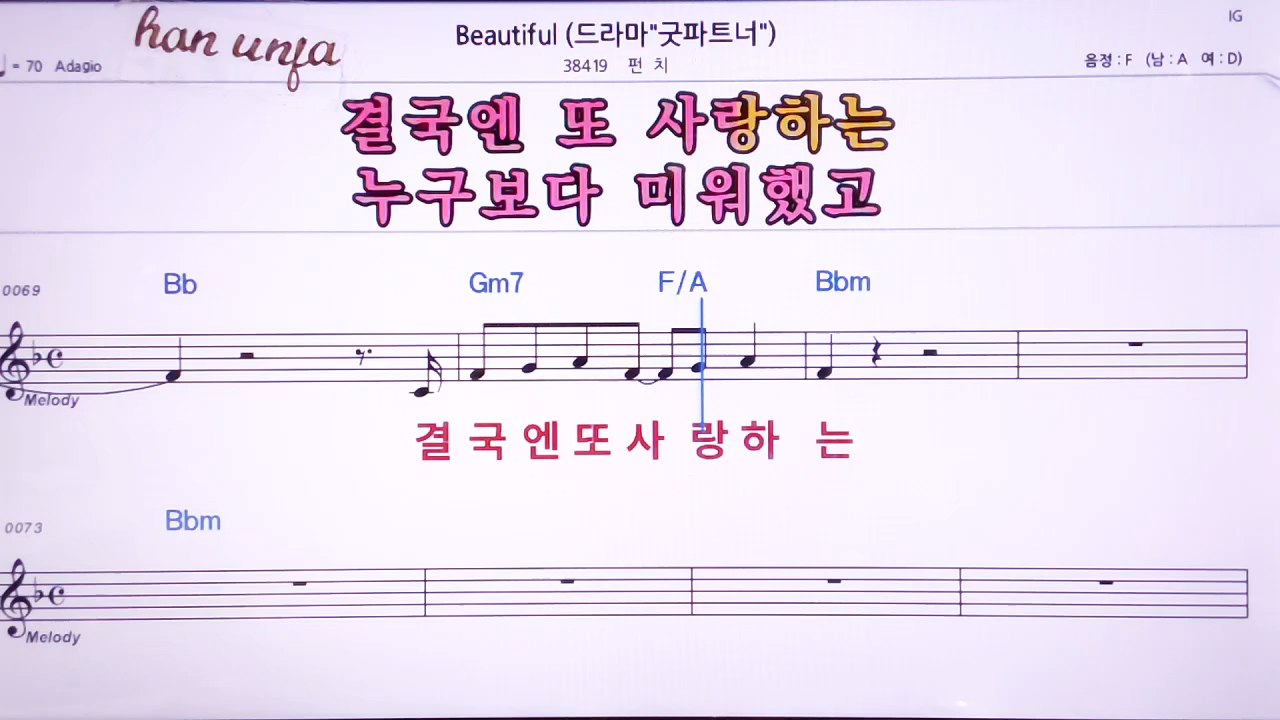 han unja
Beautiful (드라마"굿파트너")
IG
= 70 Adagio
38419 펀 치
음정 : F (남 : A 여 : D)
결국엔 또 사랑하는
누구보다 미워했고
0069
Bb Gm7 F/A Bbm
Melody
결 국 엔 또 사 랑 하 는
0073
Bbm
Melody